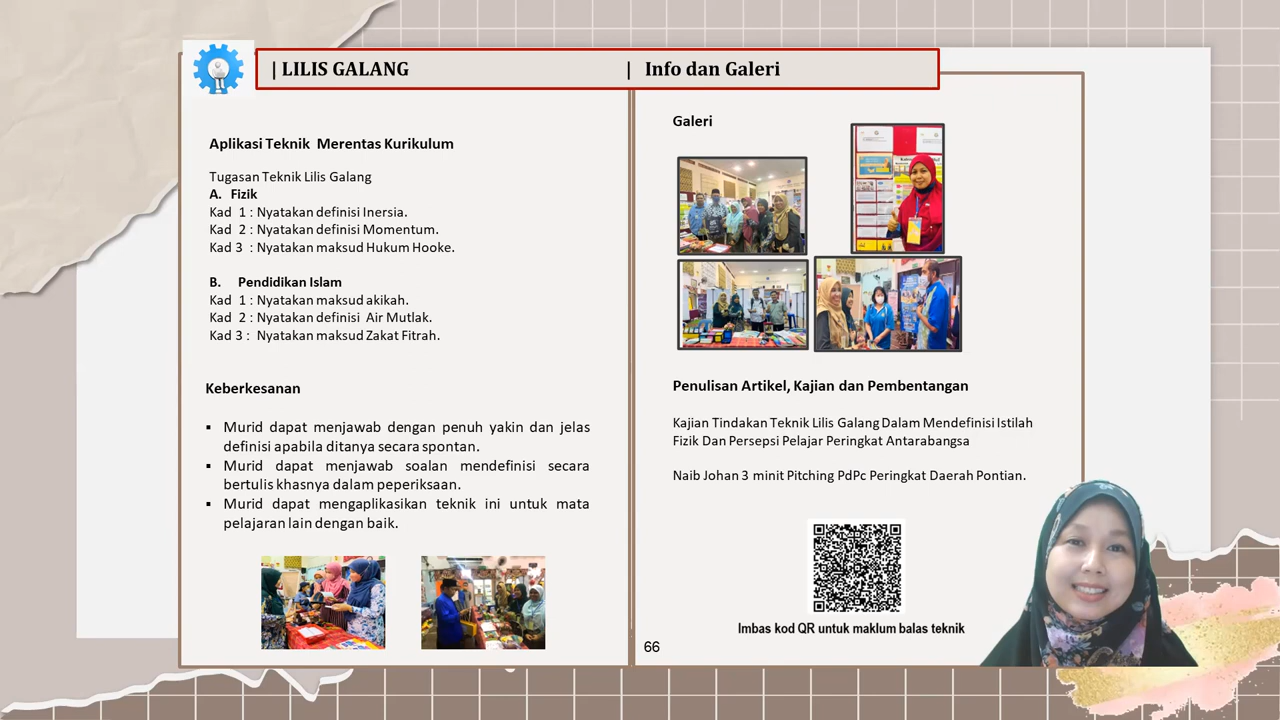 | LILIS GALANG | Info dan Galeri
Aplikasi Teknik Merentas Kurikulum
Tugasan Teknik Lilis Galang
A. Fizik
Kad 1 : Nyatakan definisi Inersia.
Kad 2 : Nyatakan definisi Momentum.
Kad 3 : Nyatakan maksud Hukum Hooke.
B. Pendidikan Islam
Kad 1 : Nyatakan maksud akikah.
Kad 2 : Nyatakan definisi Air Mutlak.
Kad 3 : Nyatakan maksud Zakat Fitrah.
Keberkesanan
▪ Murid dapat menjawab dengan penuh yakin dan jelas
definisi apabila ditanya secara spontan.
▪ Murid dapat menjawab soalan mendefinisi secara
bertulis khasnya dalam peperiksaan.
▪ Murid dapat mengaplikasikan teknik ini untuk mata
pelajaran lain dengan baik.
Galeri
Penulisan Artikel, Kajian dan Pembentangan
Kajian Tindakan Teknik Lilis Galang Dalam Mendefinisi Istilah
Fizik Dan Persepsi Pelajar Peringkat Antarabangsa
Naib Johan 3 minit Pitching PdPc Peringkat Daerah Pontian.
Imbas kod QR untuk maklum balas teknik
66